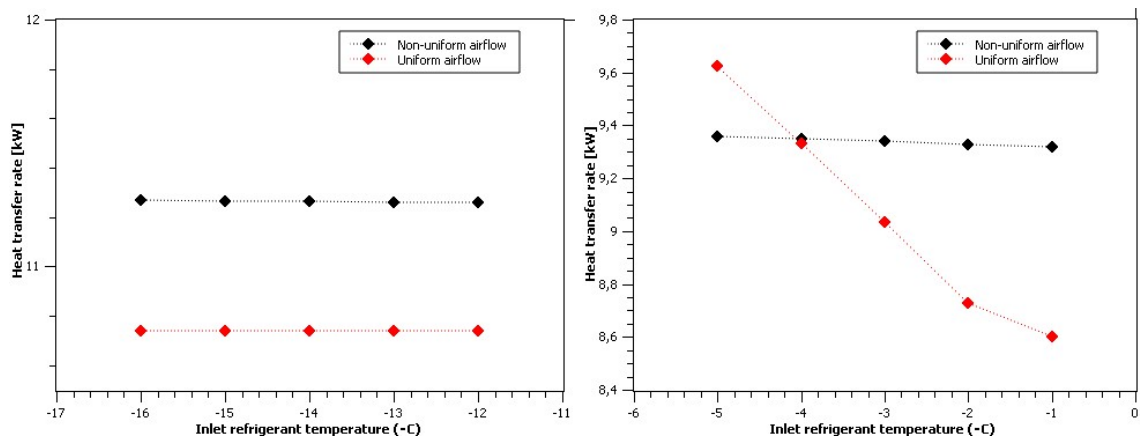 12
Non-uniform airflow
Uniform airflow
Heat transfer rate [kW]
11
-17 -16 -15 -14 -13 -12 -11
Inlet refrigerant temperature (-C)
9,8
Non-uniform airflow
Uniform airflow
9,6
9,4
Heat transfer rate [kW]
9,2
9
8,8
8,6
8,4
-6 -5 -4 -3 -2 -1 0
Inlet refrigerant temperature (-C)